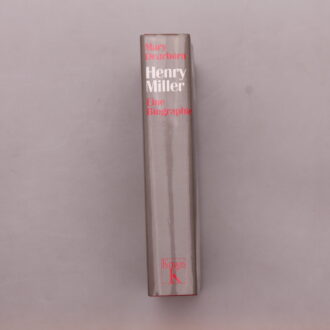 Mary
Dearborn
Henry
Miller
Eine
Biographie